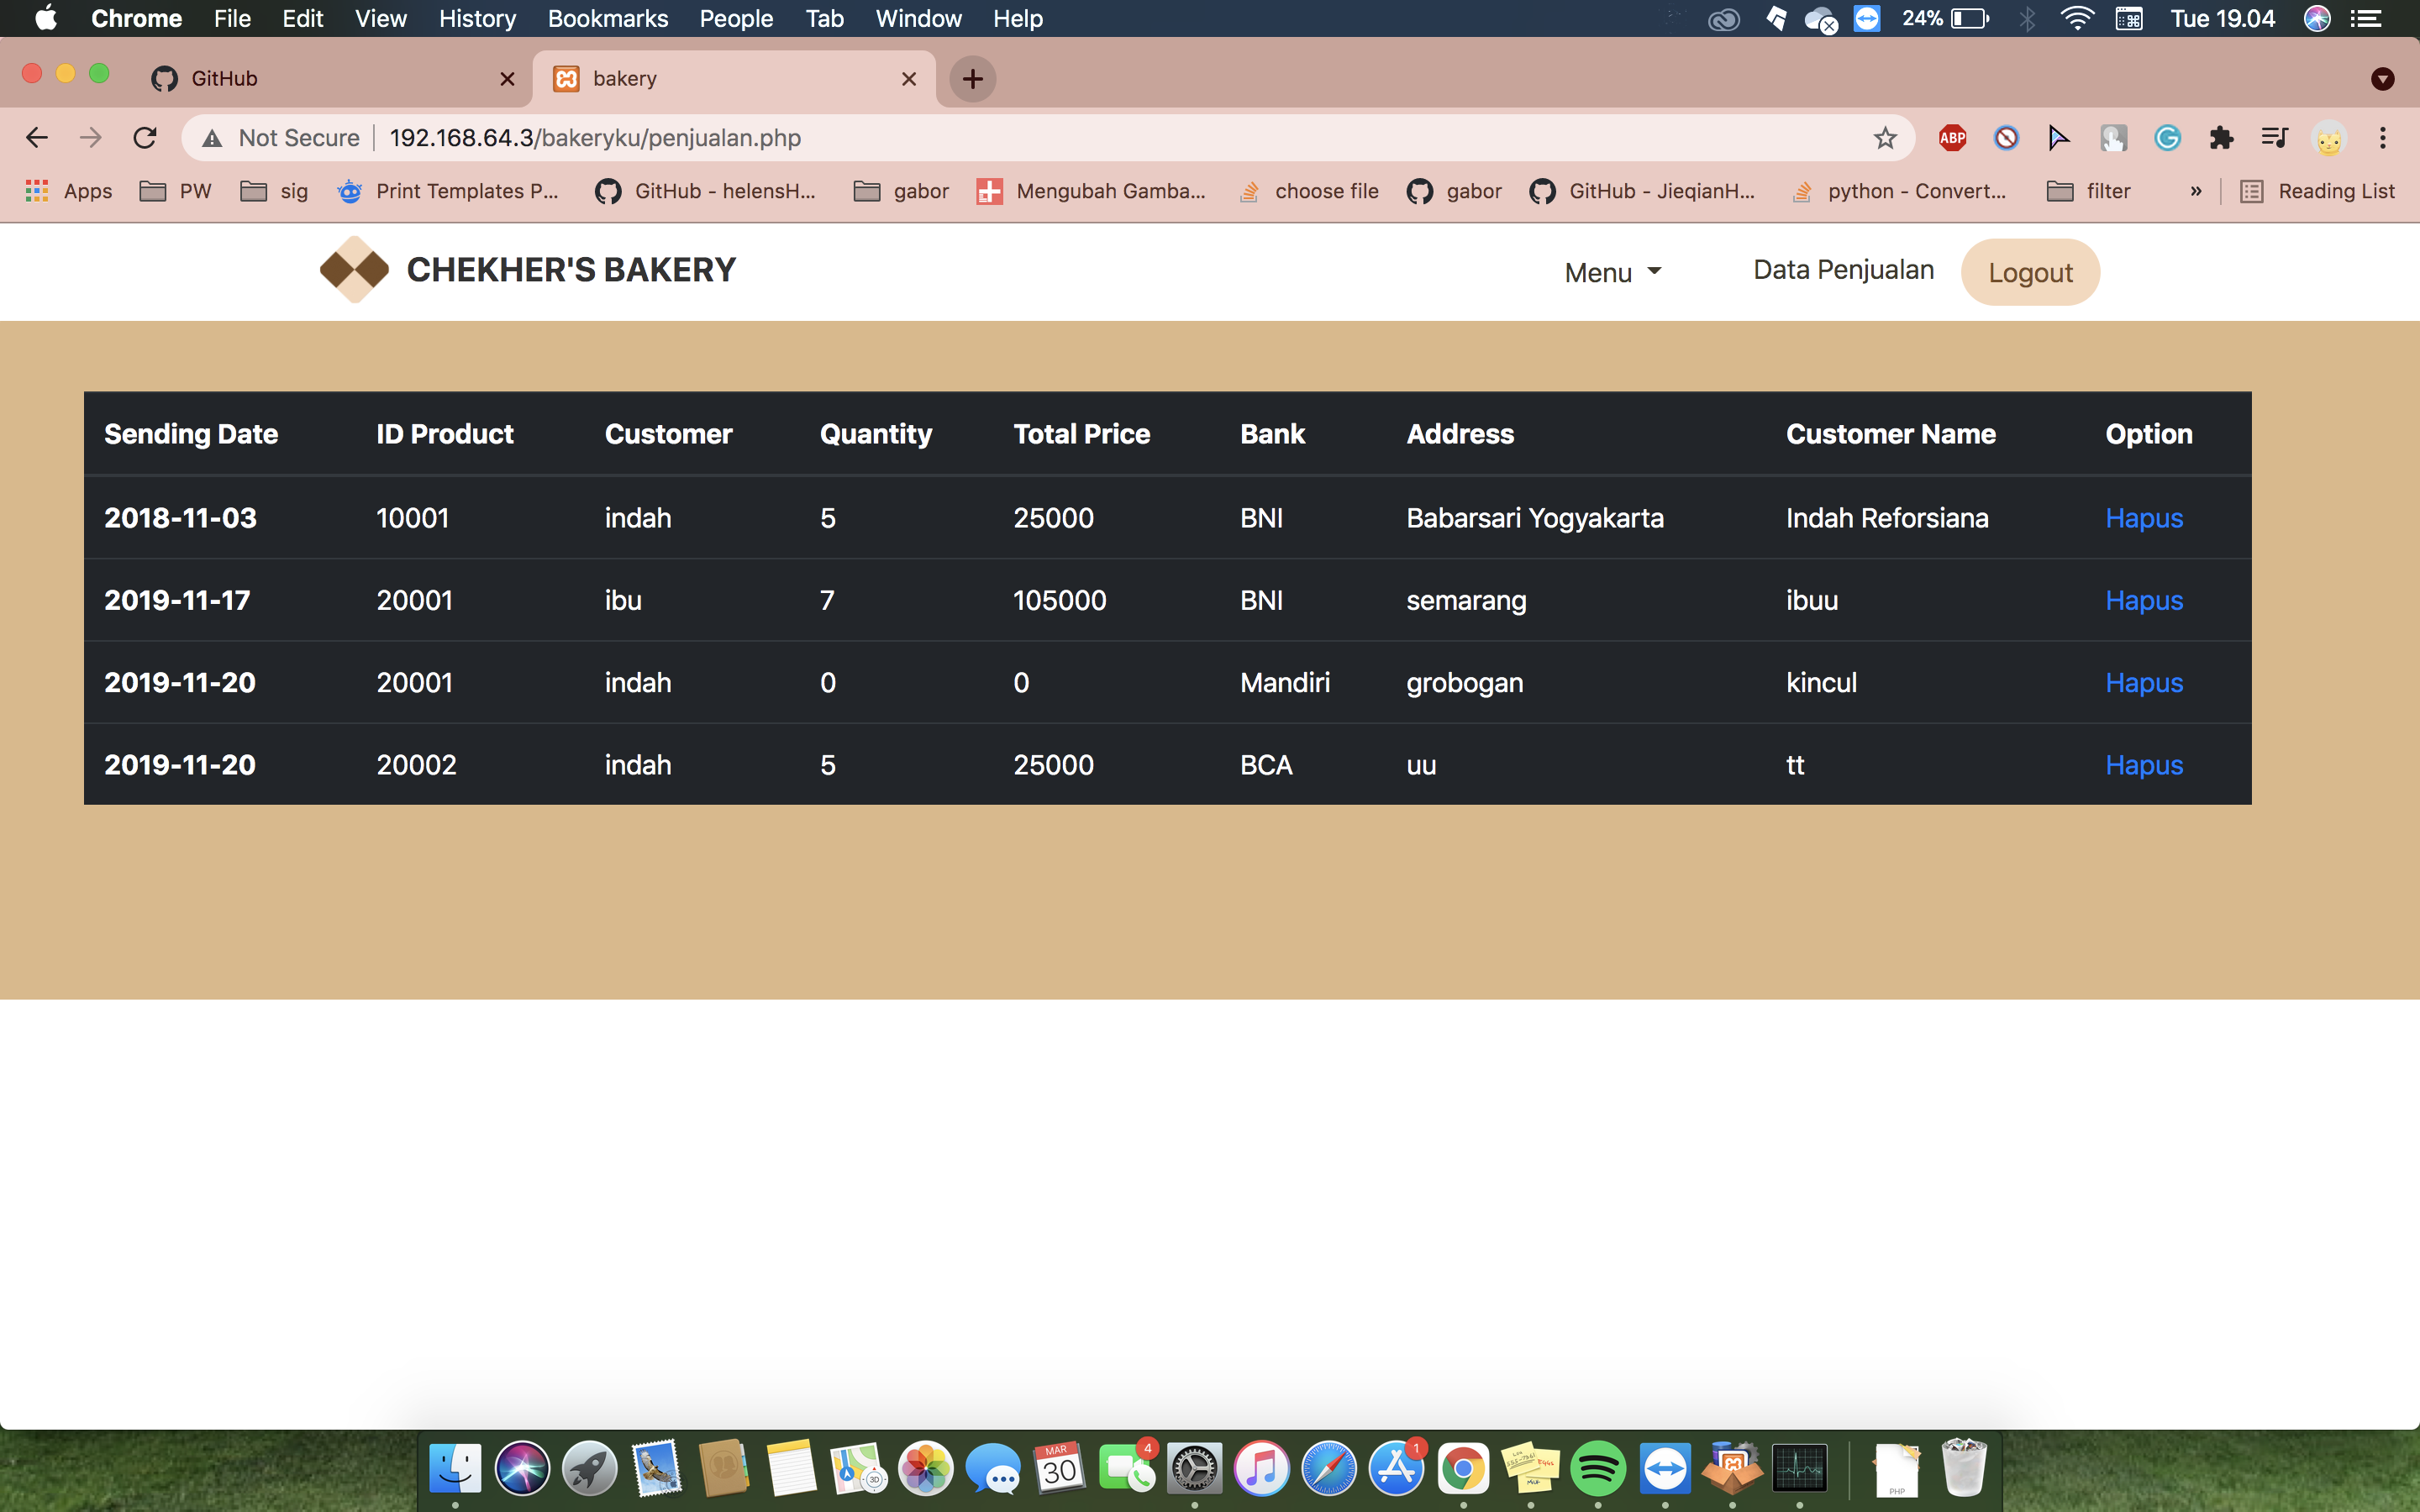 Chrome File Edit View History Bookmarks People Tab Window Help 24% Tue 19.04
GitHub bakery
Not Secure 192.168.64.3/bakeryku/penjualan.php ABP
Apps PW sig Print Templates P... GitHub - helensH... gabor Mengubah Gamba... choose file gabor GitHub - JieqianH... python - Convert... filter » Reading List
CHEKHER'S BAKERY Menu Data Penjualan Logout
Sending Date ID Product Customer Quantity Total Price Bank Address Customer Name Option
2018-11-03 10001 indah 5 25000 BNI Babarsari Yogyakarta Indah Reforsiana Hapus
2019-11-17 20001 ibu 7 105000 BNI semarang ibuu Hapus
2019-11-20 20001 indah 0 0 Mandiri grobogan kincul Hapus
2019-11-20 20002 indah 5 25000 BCA uu tt Hapus
MAR 4 1
30 3D
PHP